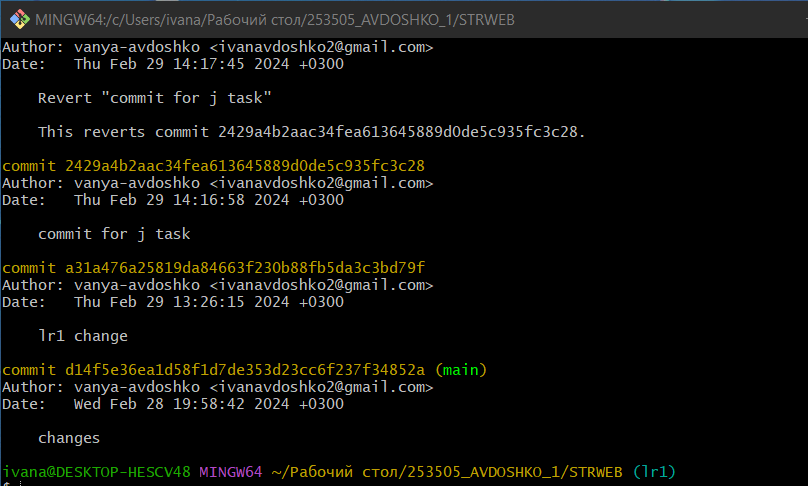 MINGW64:/c/Users/ivana/Рабочий стол/253505_AVDOSHKO_1/STRWEB
Author: vanya-avdoshko <ivanavdoshko2@gmail.com>
Date:   Thu Feb 29 14:17:45 2024 +0300
Revert "commit for j task"
This reverts commit 2429a4b2aac34fea613645889d0de5c935fc3c28.
commit 2429a4b2aac34fea613645889d0de5c935fc3c28
Author: vanya-avdoshko <ivanavdoshko2@gmail.com>
Date:   Thu Feb 29 14:16:58 2024 +0300
commit for j task
commit a31a476a25819da84663f230b88fb5da3c3bd79f
Author: vanya-avdoshko <ivanavdoshko2@gmail.com>
Date:   Thu Feb 29 13:26:15 2024 +0300
lr1 change
commit d14f5e36ea1d58f1d7de353d23cc6f237f34852a (main)
Author: vanya-avdoshko <ivanavdoshko2@gmail.com>
Date:   Wed Feb 28 19:58:42 2024 +0300
changes
ivana@DESKTOP-HESCV48 MINGW64 ~/Рабочий стол/253505_AVDOSHKO_1/STRWEB (lr1)
$